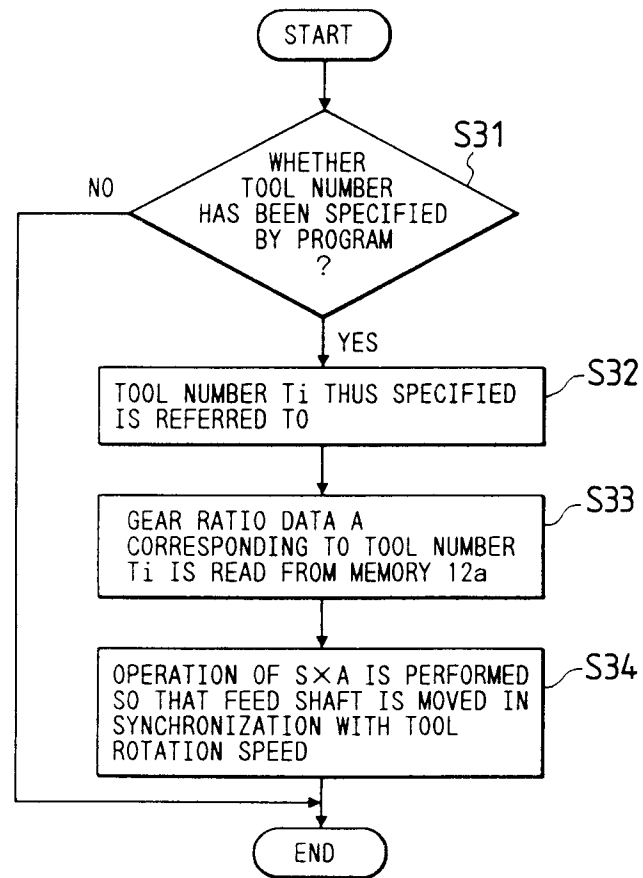 START
S31
WHETHER
TOOL NUMBER
HAS BEEN SPECIFIED
BY PROGRAM
?
NO
YES
S32
TOOL NUMBER Ti THUS SPECIFIED
IS REFERRED TO
S33
GEAR RATIO DATA A
CORRESPONDING TO TOOL NUMBER
Ti IS READ FROM MEMORY 12a
S34
OPERATION OF S×A IS PERFORMED
SO THAT FEED SHAFT IS MOVED IN
SYNCHRONIZATION WITH TOOL
ROTATION SPEED
END